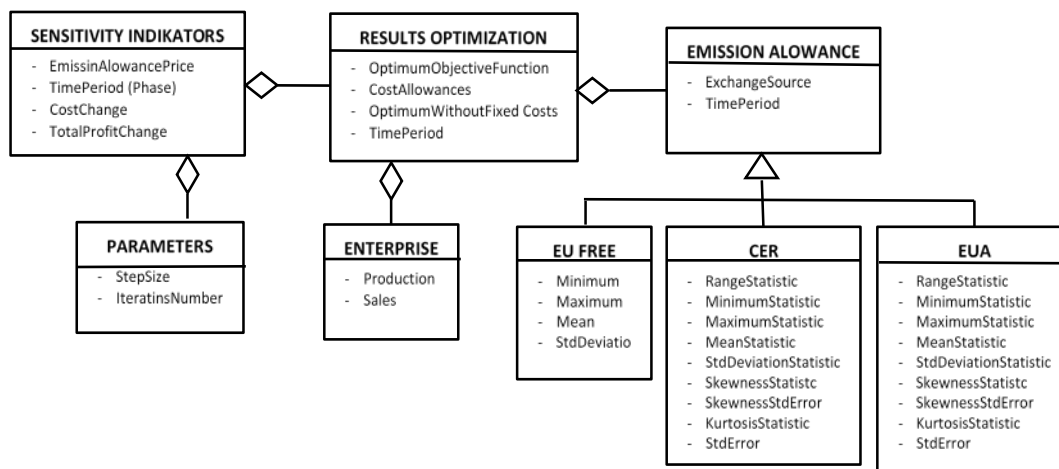 SENSITIVITY INDIKATORS
- EmissinAlowancePrice
- TimePeriod (Phase)
- CostChange
- TotalProfitChange
RESULTS OPTIMIZATION
- OptimumObjectiveFunction
- CostAllowances
- OptimumWithoutFixed Costs
- TimePeriod
EMISSION ALOWANCE
- ExchangeSource
- TimePeriod
PARAMETERS
- StepSize
- IteratinsNumber
ENTERPRISE
- Production
- Sales
EU FREE
- Minimum
- Maximum
- Mean
- StdDeviatio
CER
- RangeStatistic
- MinimumStatistic
- MaximumStatistic
- MeanStatistic
- StdDeviationStatistic
- SkewnessStatistc
- SkewnessStdError
- KurtosisStatistic
- StdError
EUA
- RangeStatistic
- MinimumStatistic
- MaximumStatistic
- MeanStatistic
- StdDeviationStatistic
- SkewnessStatistc
- SkewnessStdError
- KurtosisStatistic
- StdError